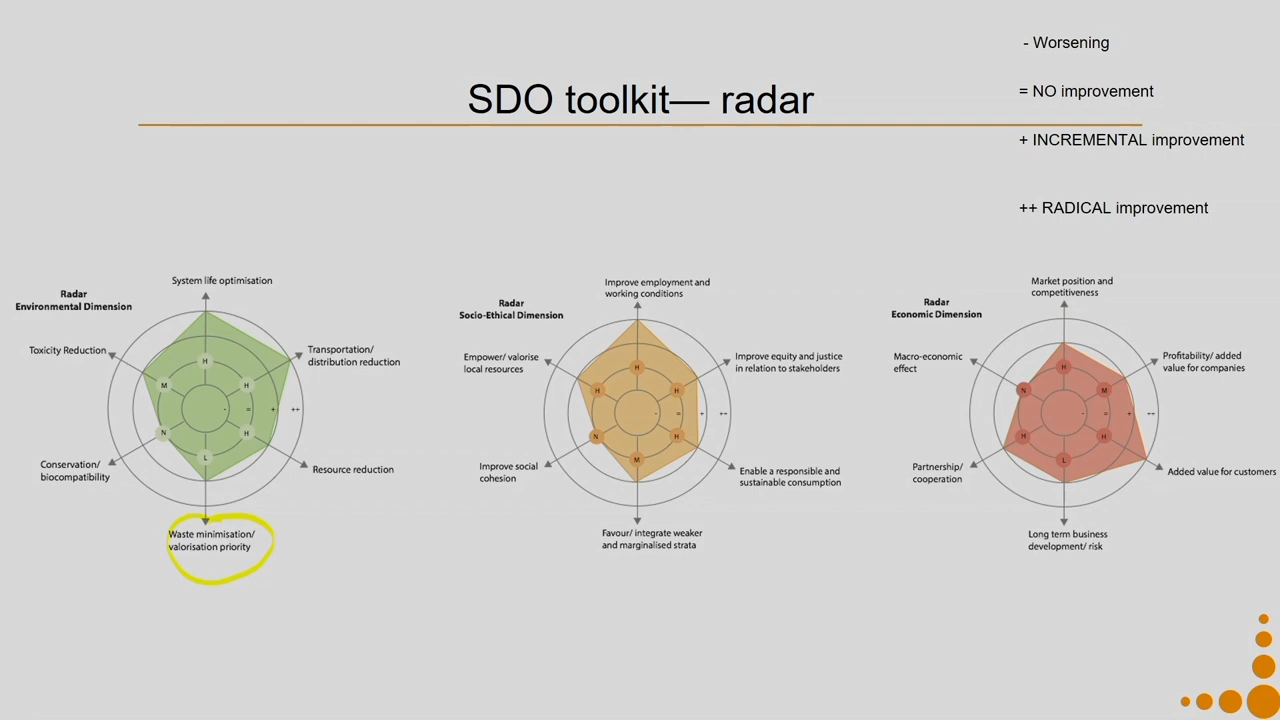 - Worsening
SDO toolkit— radar
= NO improvement
+ INCREMENTAL improvement
++ RADICAL improvement
Radar
Environmental Dimension
System life optimisation
Toxicity Reduction
Transportation/
distribution reduction
H
M
H
- = + ++
N
H
L
Conservation/
biocompatibility
Resource reduction
Waste minimisation/
valorisation priority
Radar
Socio-Ethical Dimension
Improve employment and
working conditions
Empower/ valorise
local resources
Improve equity and justice
in relation to stakeholders
H
H
H
- = + ++
N
H
M
Improve social
cohesion
Enable a responsible and
sustainable consumption
Favour/ integrate weaker
and marginalised strata
Radar
Economic Dimension
Market position and
competitiveness
Macro-economic
effect
Profitability/ added
value for companies
H
N
M
- = + ++
H
H
L
Partnership/
cooperation
Added value for customers
Long term business
development/ risk